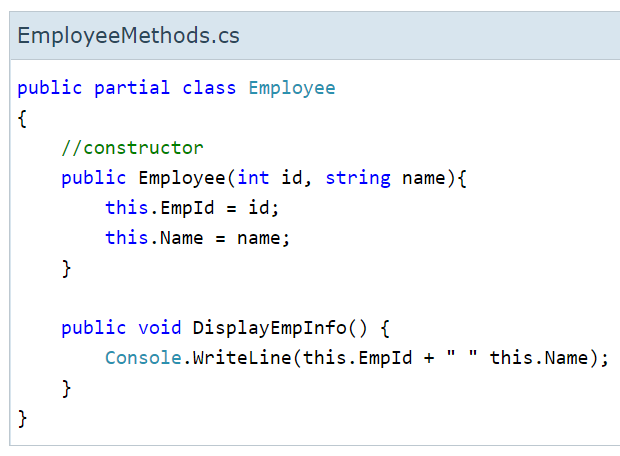 EmployeeMethods.cs
public partial class Employee
{
    //constructor
    public Employee(int id, string name){
        this.EmpId = id;
        this.Name = name;
    }

    public void DisplayEmpInfo() {
        Console.WriteLine(this.EmpId + " " this.Name);
    }
}